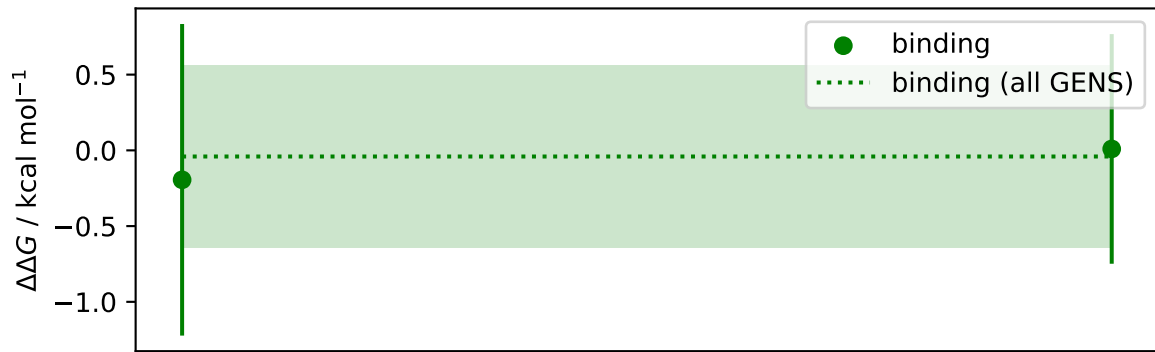 ΔΔG / kcal mol⁻¹
0.5
0.0
−0.5
−1.0
binding
binding (all GENS)